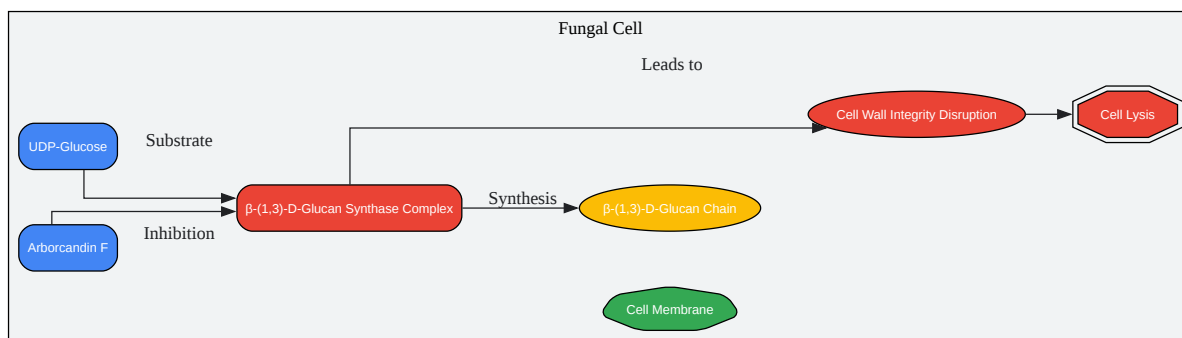 Fungal Cell
Leads to
Cell Wall Integrity Disruption
Cell Lysis
UDP-Glucose
Substrate
β-(1,3)-D-Glucan Synthase Complex
Synthesis
β-(1,3)-D-Glucan Chain
Arborcandin F
Inhibition
Cell Membrane